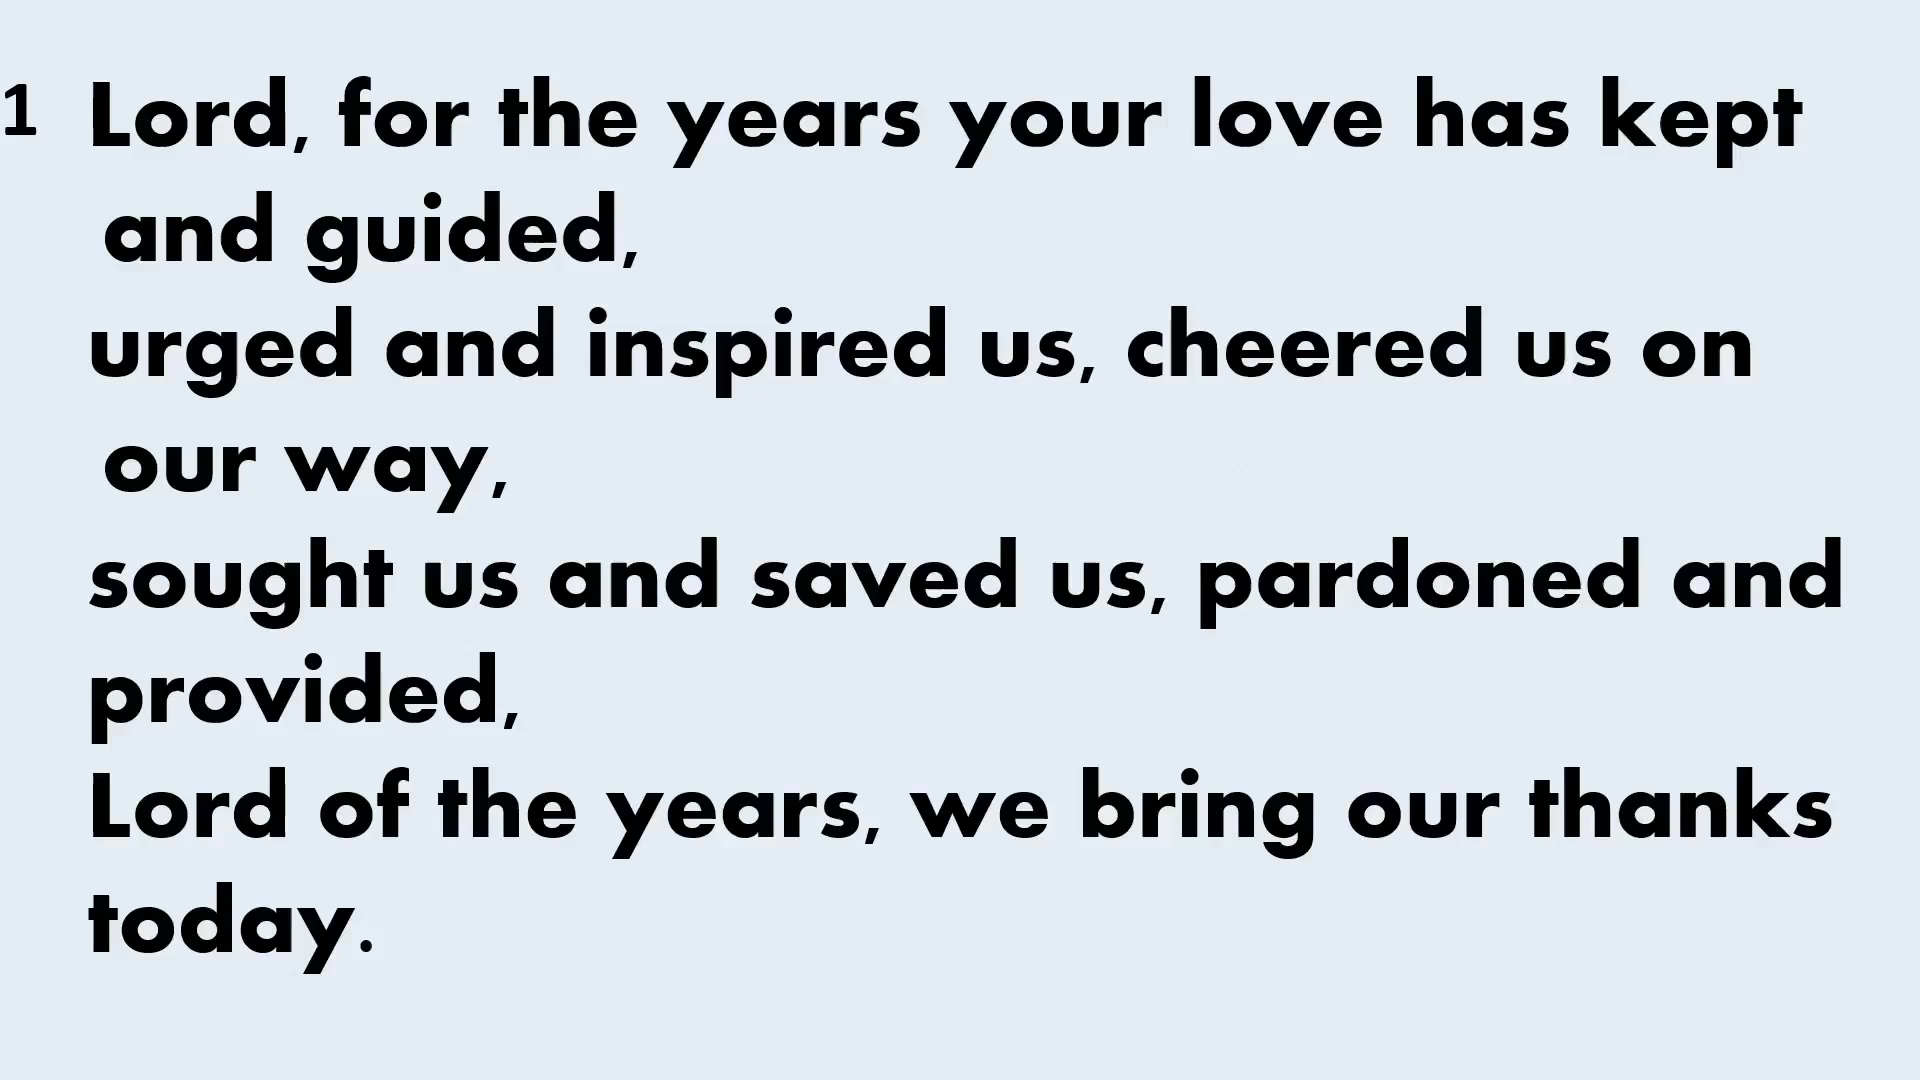 1 Lord, for the years your love has kept
and guided,
urged and inspired us, cheered us on
our way,
sought us and saved us, pardoned and
provided,
Lord of the years, we bring our thanks
today.